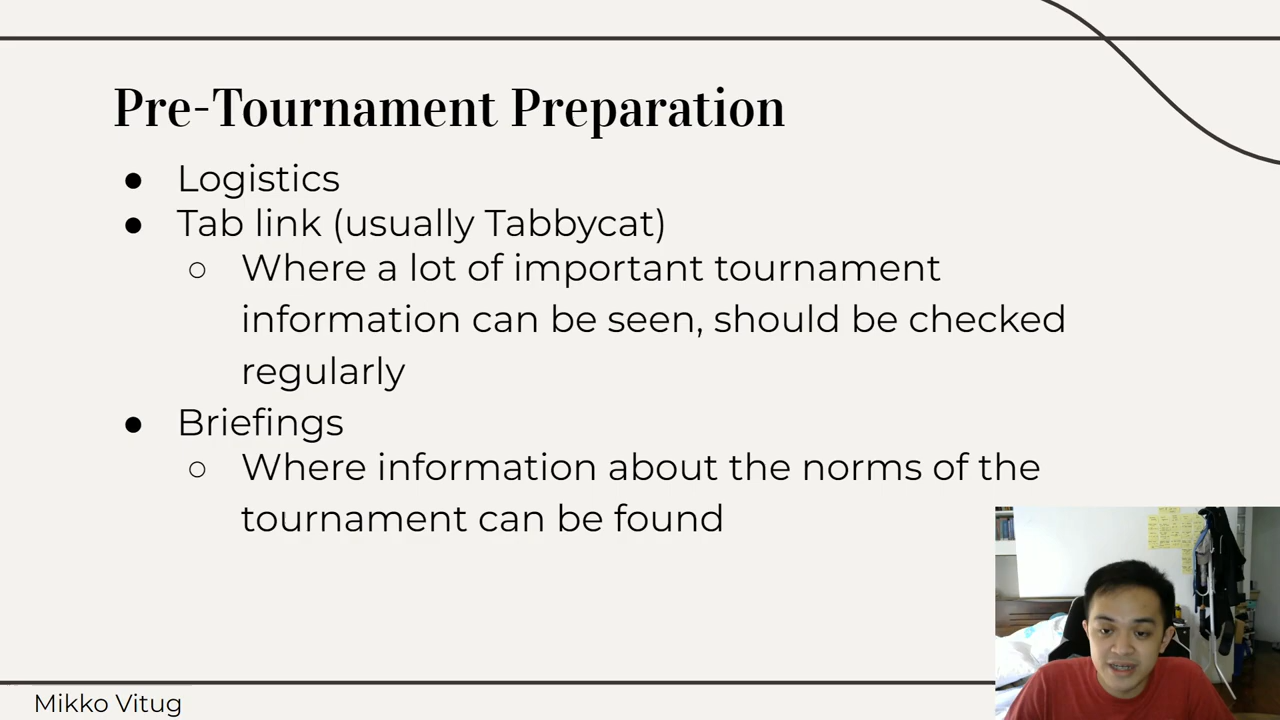 Pre-Tournament Preparation
● Logistics
● Tab link (usually Tabbycat)
○ Where a lot of important tournament
information can be seen, should be checked
regularly
● Briefings
○ Where information about the norms of the
tournament can be found
Mikko Vitug